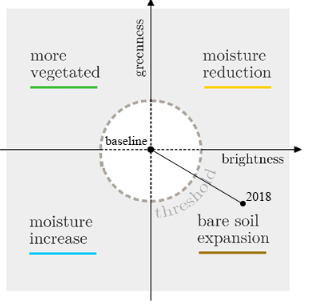 greenness
more
vegetated
moisture
reduction
baseline
brightness
threshold
2018
moisture
increase
bare soil
expansion